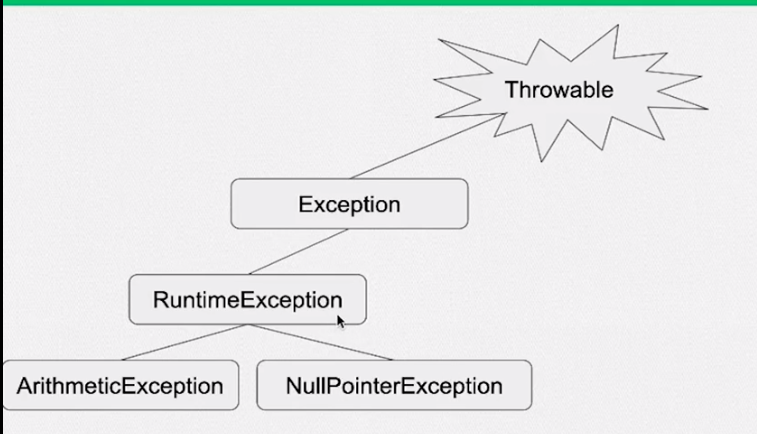 Throwable
Exception
RuntimeException
ArithmeticException
NullPointerException